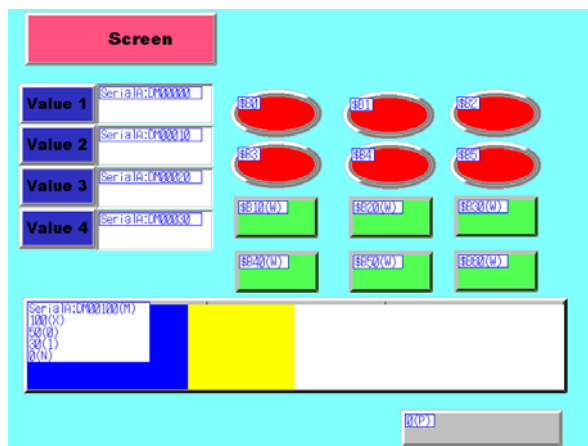 Screen
Value 1 SerialA:DM00000
Value 2 SerialA:DM00010
Value 3 SerialA:DM00020
Value 4 SerialA:DM00030
$B0 $B1 $B2
$B3 $B4 $B5
$B10(W) $B20(W) $B30(W)
$B40(W) $B50(W) $B60(W)
SerialA:DM00100(M)
100(X)
50(0)
30(1)
0(N)
0(P)